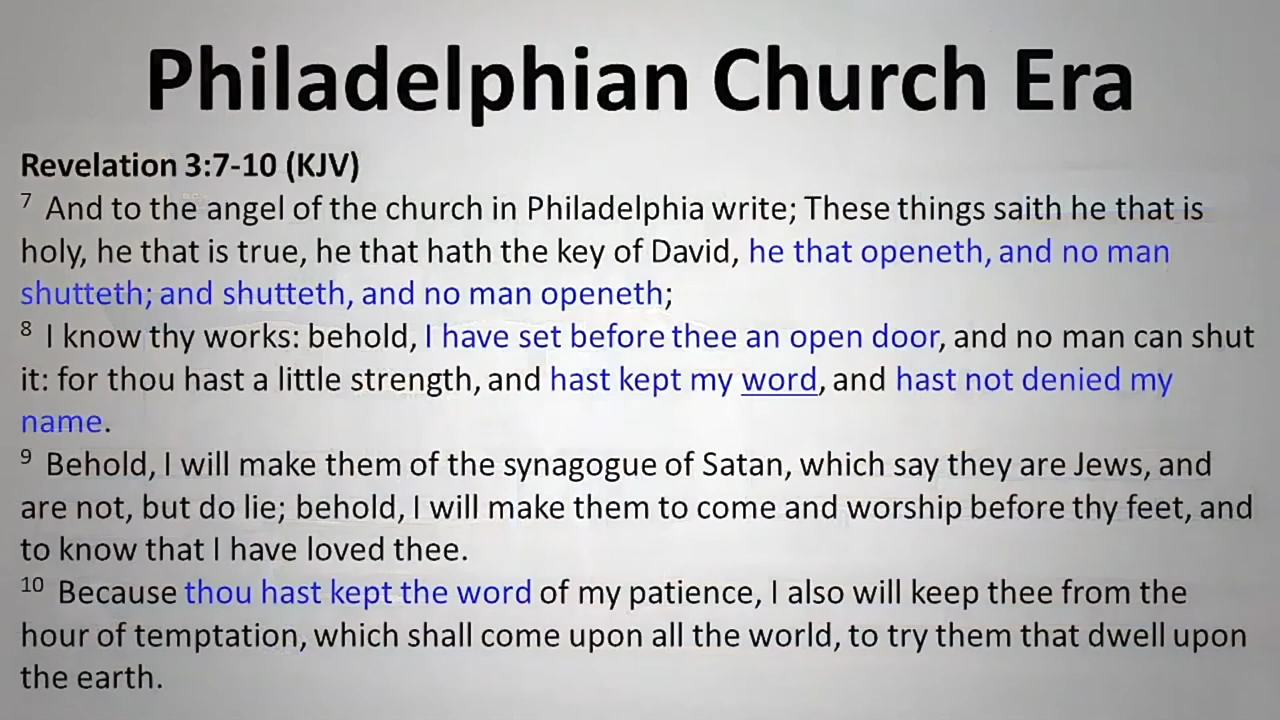 Philadelphian Church Era
Revelation 3:7-10 (KJV)
7 And to the angel of the church in Philadelphia write; These things saith he that is
holy, he that is true, he that hath the key of David, he that openeth, and no man
shutteth; and shutteth, and no man openeth;
8 I know thy works: behold, I have set before thee an open door, and no man can shut
it: for thou hast a little strength, and hast kept my word, and hast not denied my
name.
9 Behold, I will make them of the synagogue of Satan, which say they are Jews, and
are not, but do lie; behold, I will make them to come and worship before thy feet, and
to know that I have loved thee.
10 Because thou hast kept the word of my patience, I also will keep thee from the
hour of temptation, which shall come upon all the world, to try them that dwell upon
the earth.